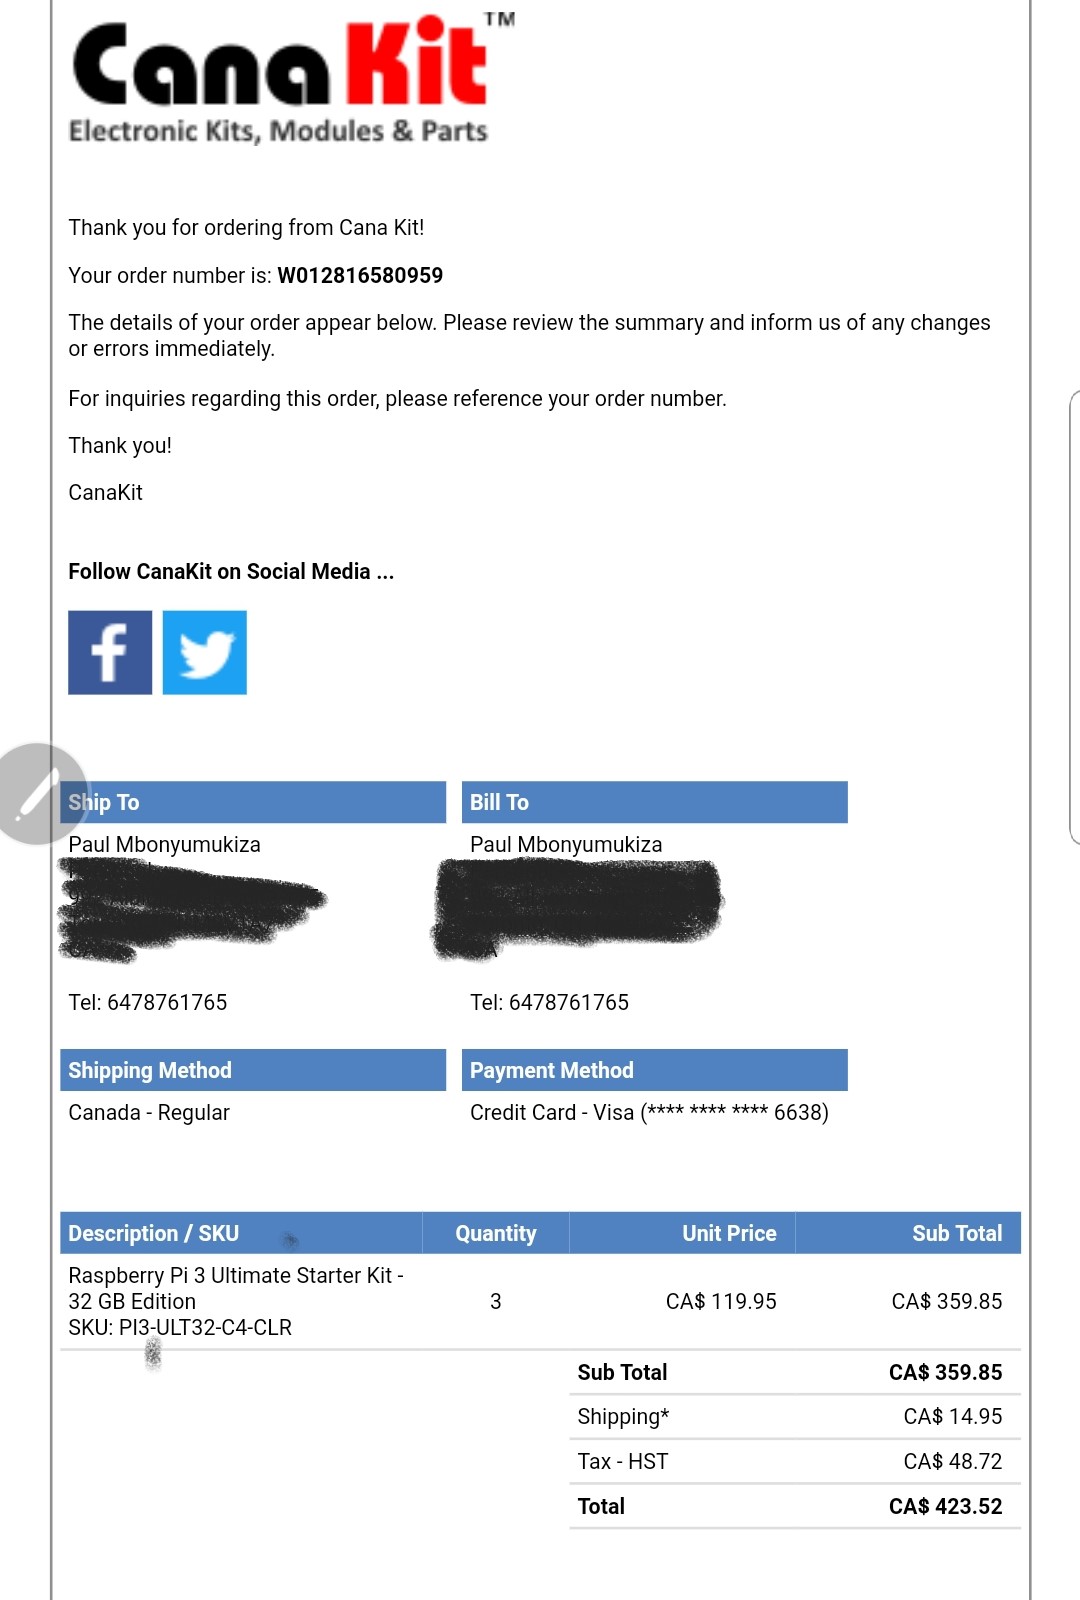 CanaKit™
Electronic Kits, Modules & Parts
Thank you for ordering from Cana Kit!
Your order number is: W012816580959
The details of your order appear below. Please review the summary and inform us of any changes
or errors immediately.
For inquiries regarding this order, please reference your order number.
Thank you!
CanaKit
Follow CanaKit on Social Media ...
Ship To
Paul Mbonyumukiza
Tel: 6478761765
Bill To
Paul Mbonyumukiza
Tel: 6478761765
Shipping Method
Canada - Regular
Payment Method
Credit Card - Visa (**** **** **** 6638)
Description / SKU Quantity Unit Price Sub Total
Raspberry Pi 3 Ultimate Starter Kit -
32 GB Edition 3 CA$ 119.95 CA$ 359.85
SKU: PI3-ULT32-C4-CLR
Sub Total CA$ 359.85
Shipping* CA$ 14.95
Tax - HST CA$ 48.72
Total CA$ 423.52